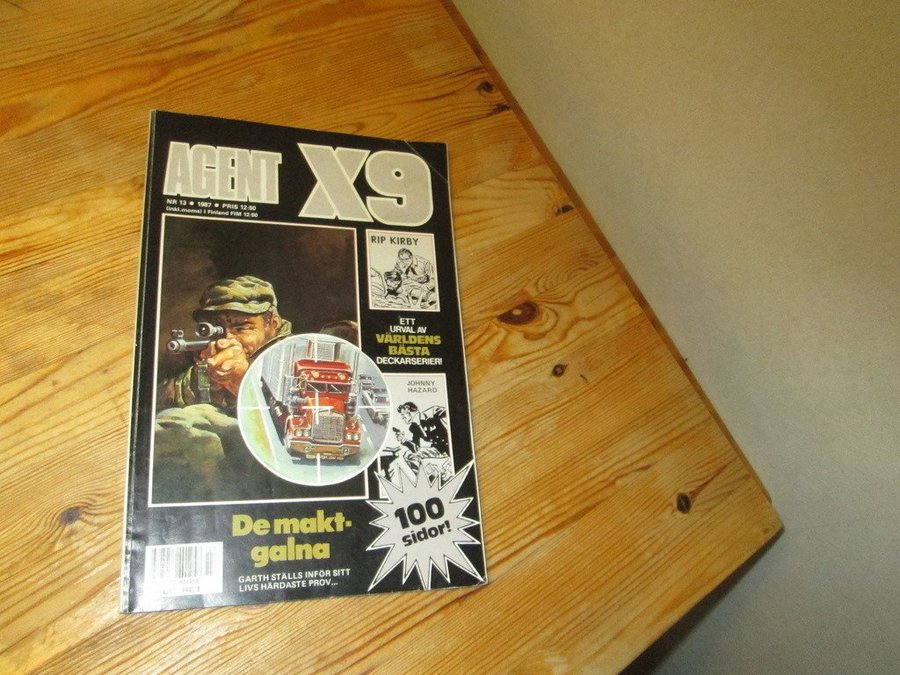 AGENT X9
NR 13 • 1987 • PRIS 12:50
(inkl.moms) I Finland FIM 12:50
RIP KIRBY
ETT
URVAL AV
VÄRLDENS
BÄSTA
DECKARSERIER!
JOHNNY
HAZARD
100
sidor!
De makt-
galna
GARTH STÄLLS INFÖR SITT
LIVS HÅRDASTE PROV...